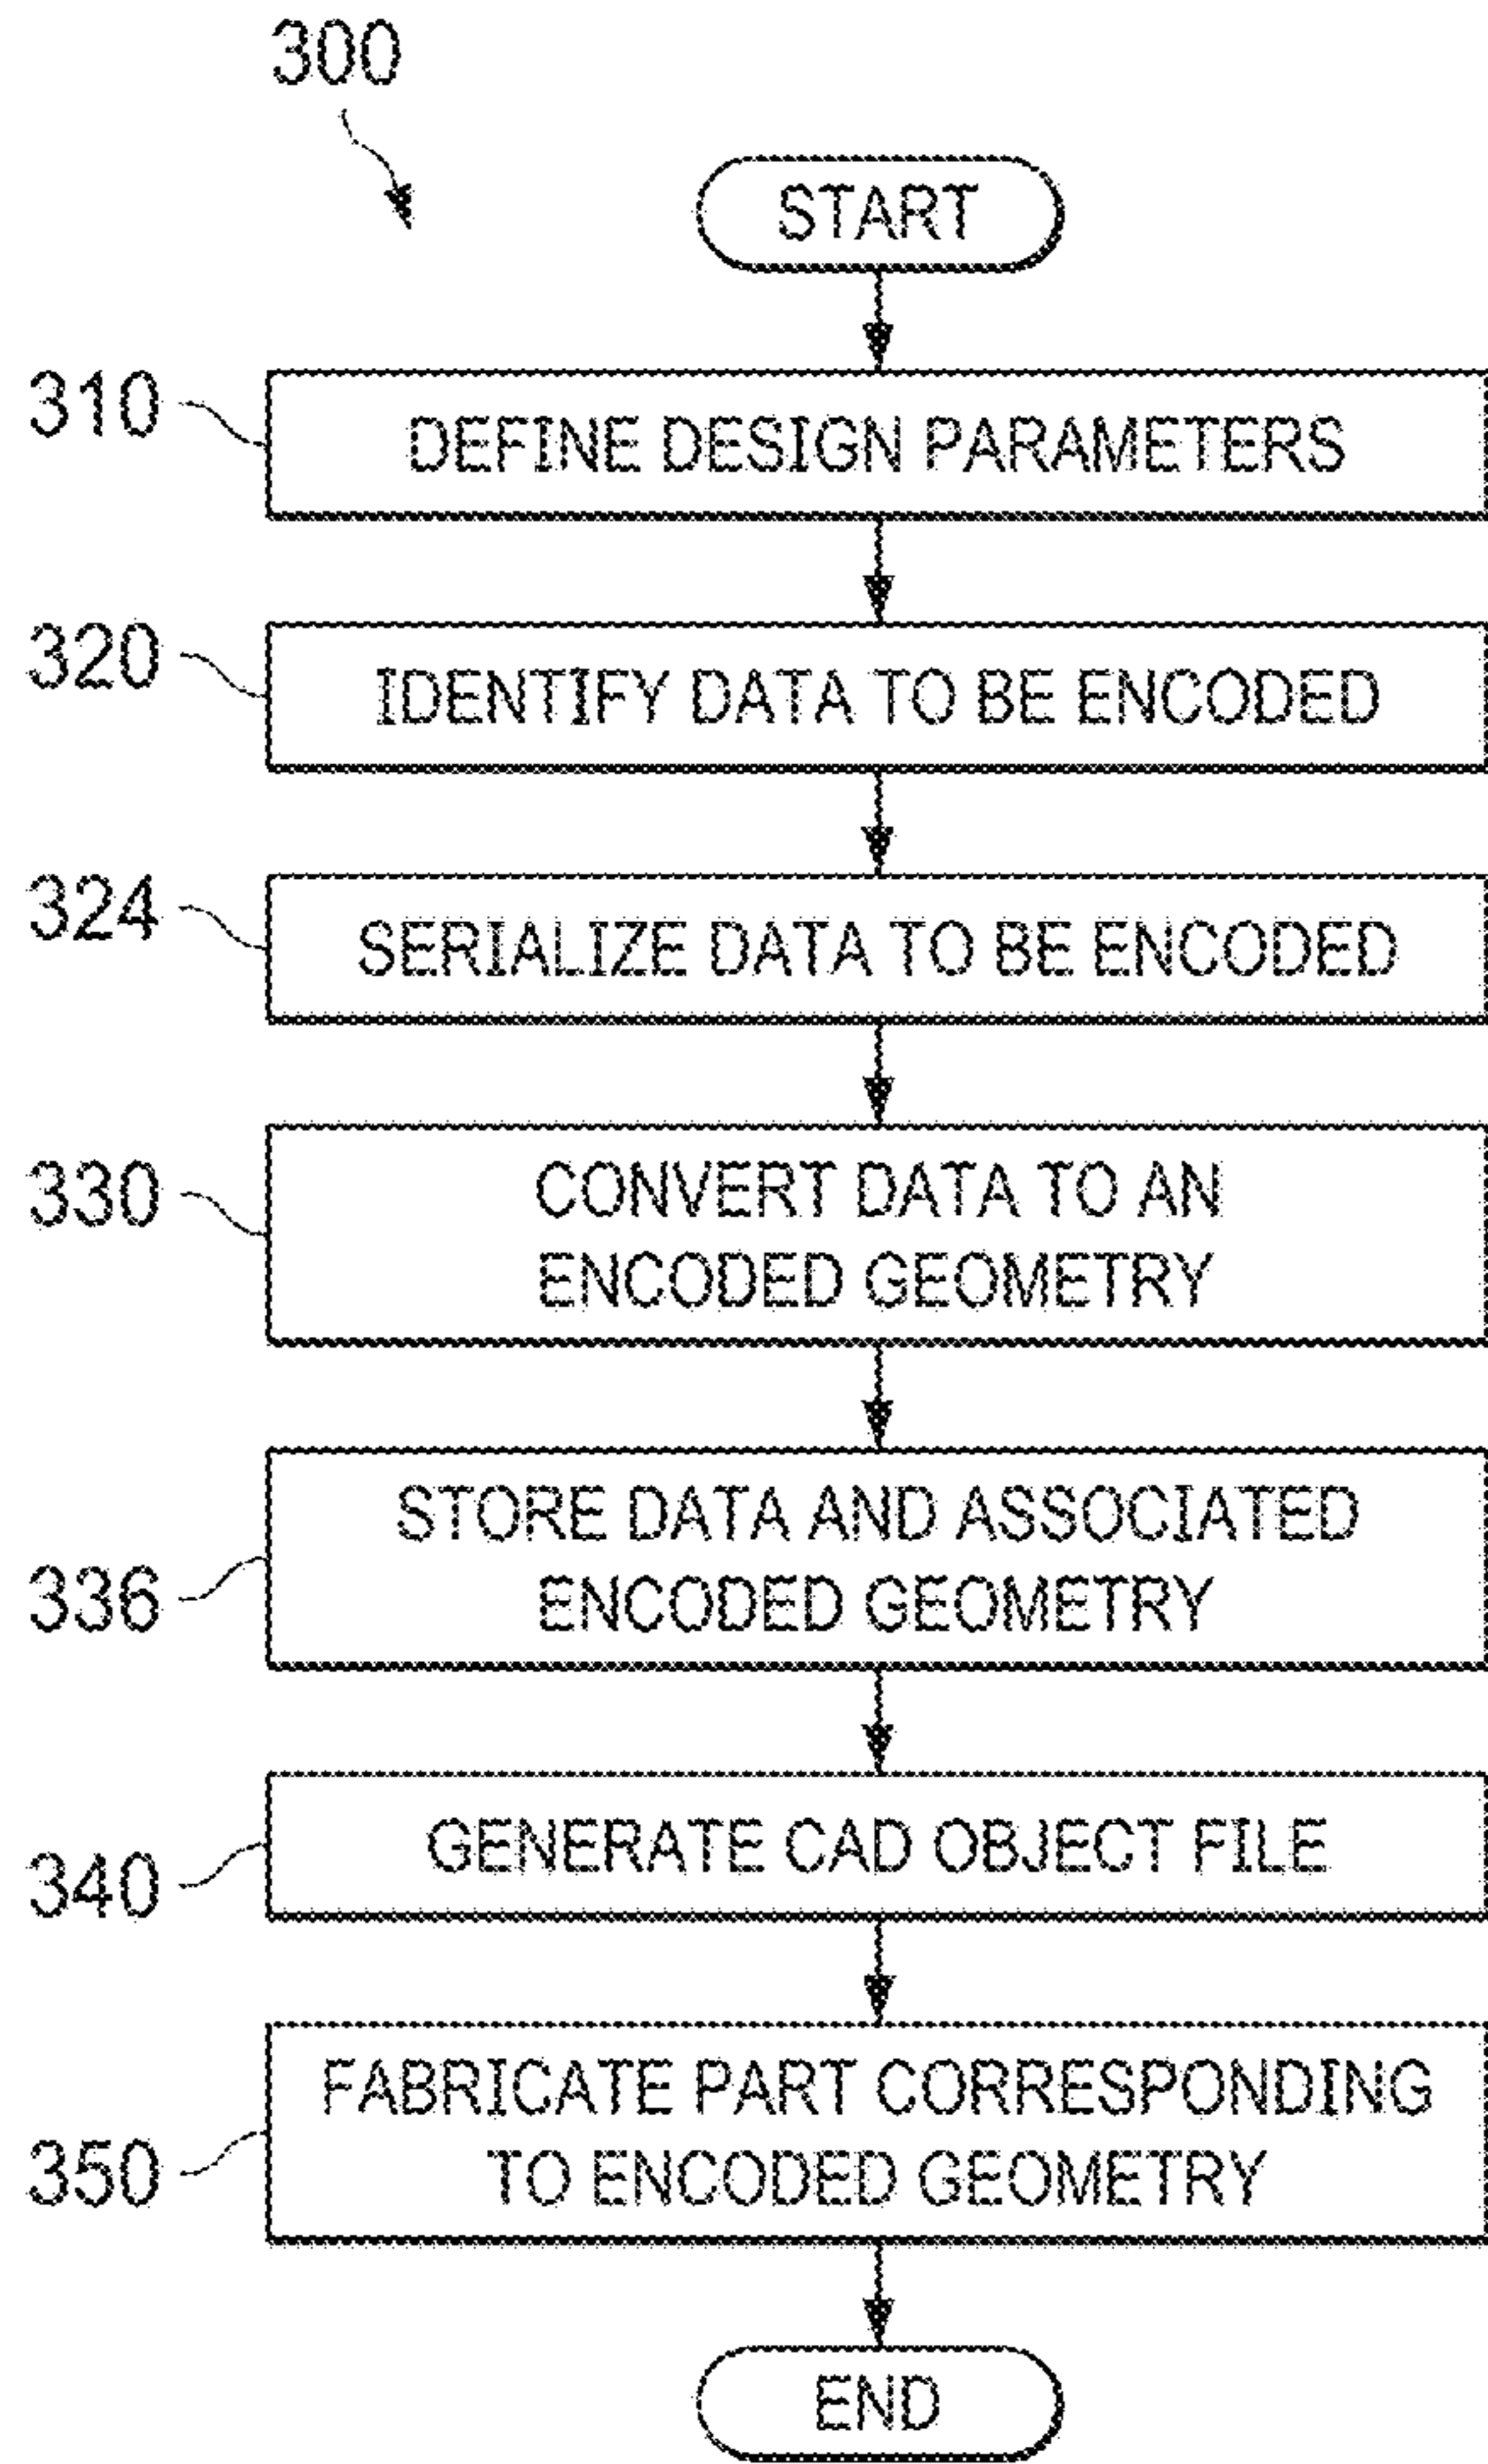 300
START
310
DEFINE DESIGN PARAMETERS
320
IDENTIFY DATA TO BE ENCODED
324
SERIALIZE DATA TO BE ENCODED
330
CONVERT DATA TO AN
ENCODED GEOMETRY
336
STORE DATA AND ASSOCIATED
ENCODED GEOMETRY
340
GENERATE CAD OBJECT FILE
350
FABRICATE PART CORRESPONDING
TO ENCODED GEOMETRY
END